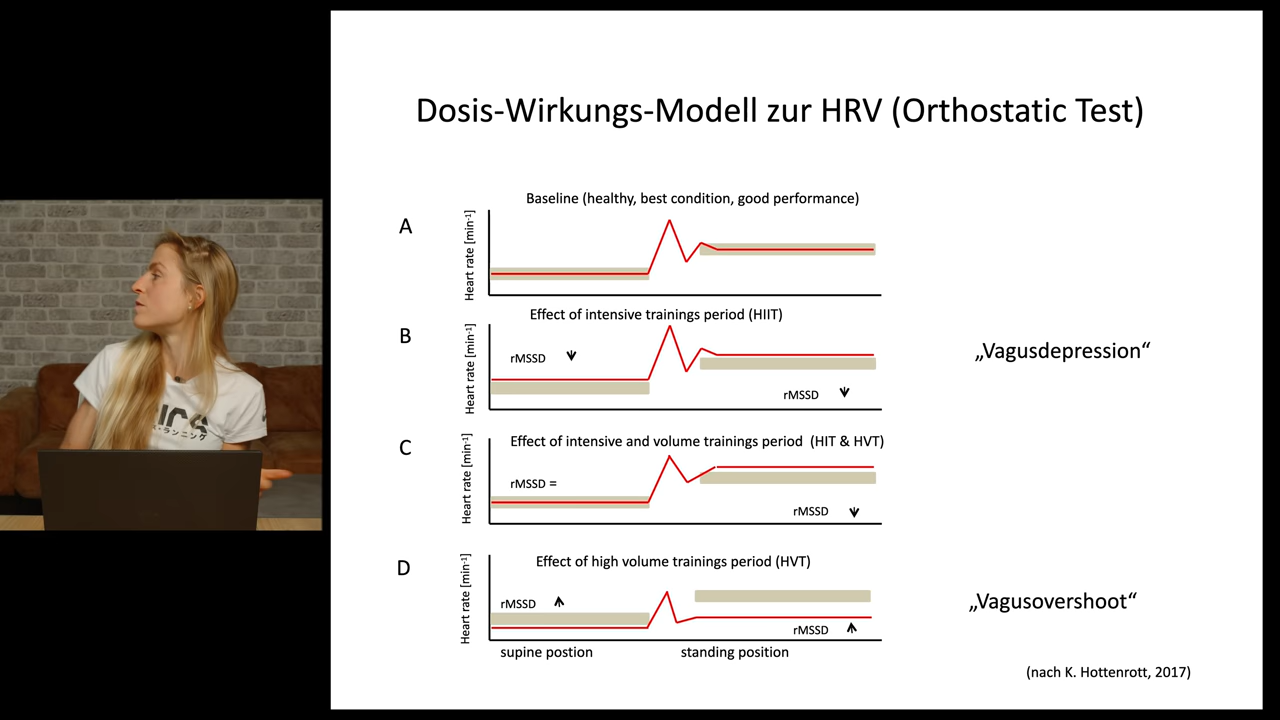 Dosis-Wirkungs-Modell zur HRV (Orthostatic Test)
Baseline (healthy, best condition, good performance)
A
Heart rate [min-1]
Effect of intensive trainings period (HIIT)
B
Heart rate [min-1]
rMSSD
rMSSD
„Vagusdepression“
Effect of intensive and volume trainings period (HIT & HVT)
C
Heart rate [min-1]
rMSSD =
rMSSD
Effect of high volume trainings period (HVT)
D
Heart rate [min-1]
rMSSD
rMSSD
„Vagusovershoot“
supine postion
standing position
(nach K. Hottenrott, 2017)